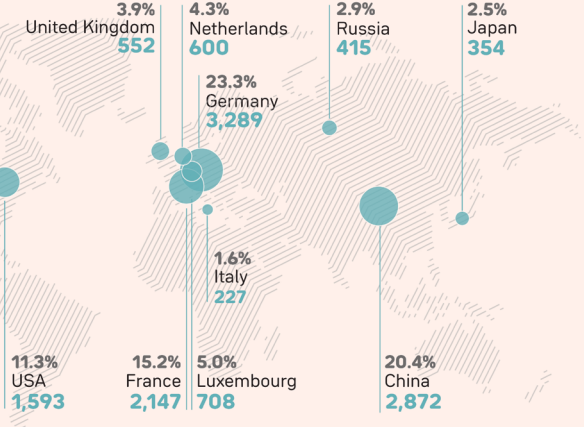 3.9%
United Kingdom
552
4.3%
Netherlands
600
2.9%
Russia
415
2.5%
Japan
354
23.3%
Germany
3,289
1.6%
Italy
227
11.3%
USA
1,593
15.2%
France
2,147
5.0%
Luxembourg
708
20.4%
China
2,872